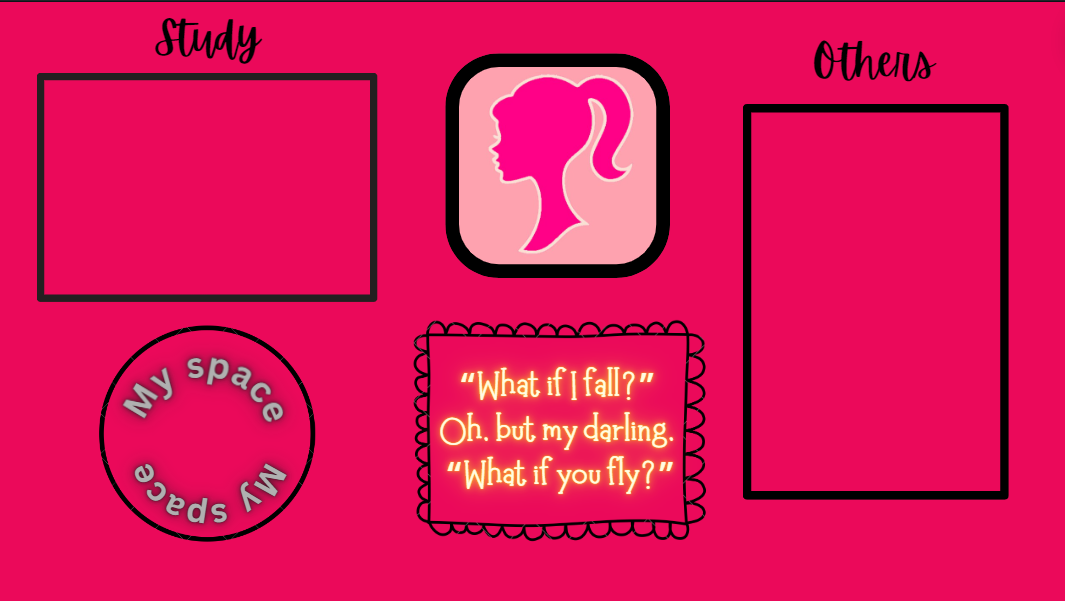 Study
Others
My space
My space
“What if I fall?”
Oh, but my darling.
“What if you fly?”